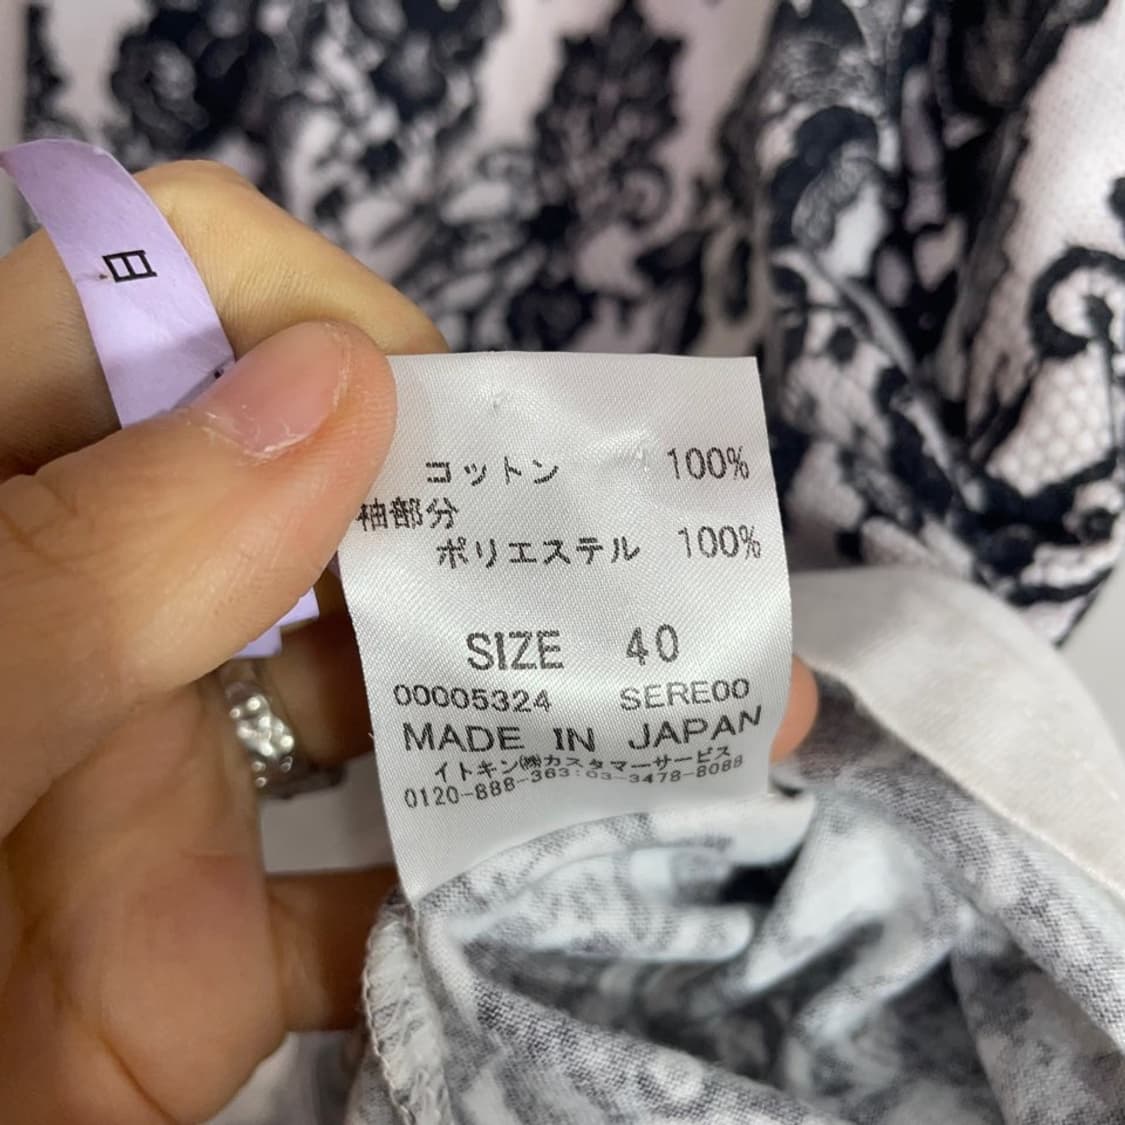 日
コットン 100%
袖部分
ポリエステル 100%
SIZE 40
00005324 SERE00
MADE IN JAPAN
イトキン㈱カスタマーサービス
0120-888-363:03-3478-8088